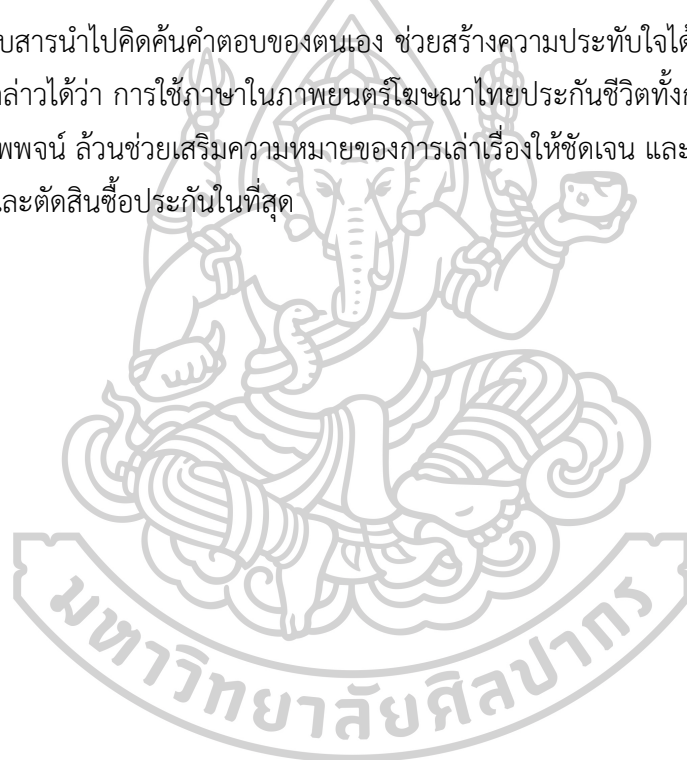 บสารนำไปคิดค้นคำตอบของตนเอง ช่วยสร้างความประทับใจได้
ล่าวได้ว่า การใช้ภาษาในภาพยนตร์โฆษณาไทยประกันชีวิตทั้งก
พพจน์ ล้วนช่วยเสริมความหมายของการเล่าเรื่องให้ชัดเจน และ
และตัดสินซื้อประกันในที่สุด
มหาวิทยาลัยศิลปากร